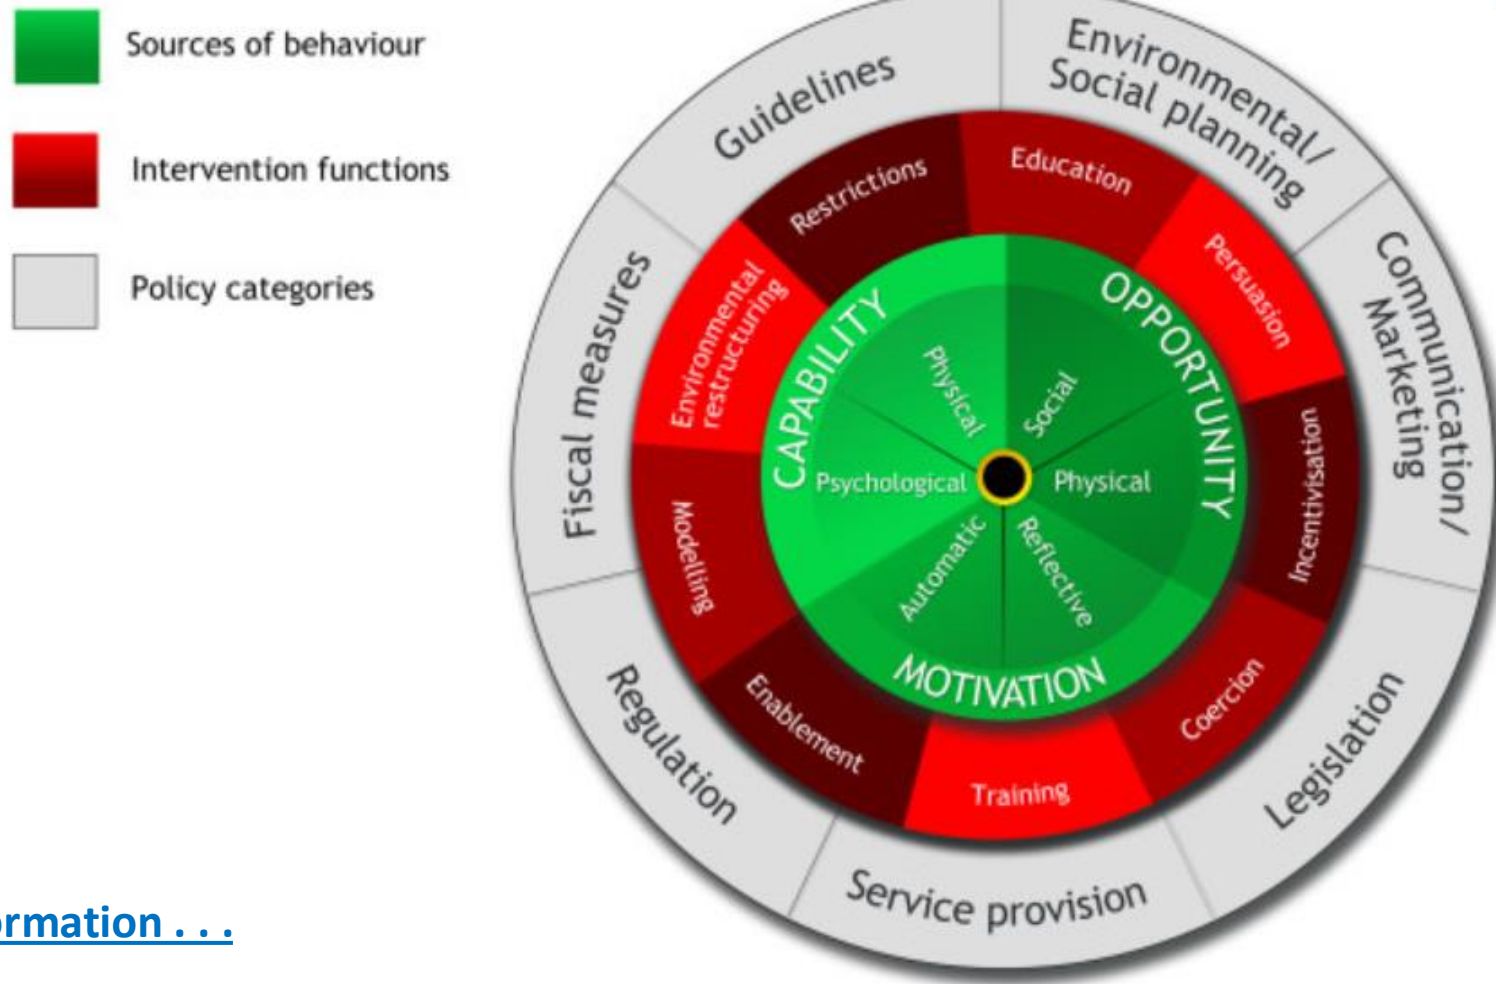 Sources of behaviour
Intervention functions
Policy categories
Guidelines
Environmental/
Social planning
Communication/
Marketing
Legislation
Service provision
Regulation
Fiscal measures
Restrictions
Education
Persuasion
Incentivisation
Coercion
Training
Enablement
Modelling
Environmental
restructuring
CAPABILITY
OPPORTUNITY
MOTIVATION
Physical
Social
Physical
Reflective
Automatic
Psychological
ormation . . .